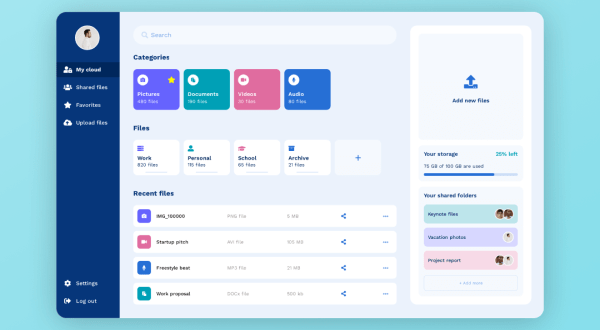 My cloud
Shared files
Favorites
Upload files
Settings
Log out
Search
Categories
Pictures
480 files
Documents
190 files
Videos
30 files
Audio
80 files
Files
Work
820 files
Personal
115 files
School
65 files
Archive
21 files
+
Recent files
IMG_100000 PNG file 5 MB
Startup pitch AVI file 105 MB
Freestyle beat MP3 file 21 MB
Work proposal DOCx file 500 kb
Add new files
Your storage 25% left
75 GB of 100 GB are used
Your shared folders
Keynote files
Vacation photos
Project report
+ Add more